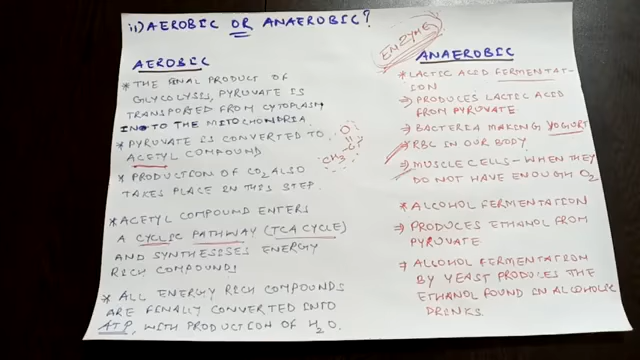 ii) AEROBIC OR ANAEROBIC?
AEROBIC
* THE FINAL PRODUCT OF
GLYCOLYSIS, PYRUVATE IS
TRANSPORTED FROM CYTOPLASM
INTO THE MITOCHONDRIA.
* PYRUVATE IS CONVERTED TO
ACETYL COMPOUND
* PRODUCTION OF CO2 ALSO
TAKES PLACE IN THIS STEP.
* ACETYL COMPOUND ENTERS
A CYCLIC PATHWAY (TCA CYCLE)
AND SYNTHESISES ENERGY
RICH COMPOUNDS
* ALL ENERGY RICH COMPOUNDS
ARE FINALLY CONVERTED INTO
ATP, WITH PRODUCTION OF H2O.
O
CH3 C
ENZYME
ANAEROBIC
* LACTIC ACID FERMENTAT-
ION
⇒ PRODUCES LACTIC ACID
FROM PYRUVATE
⇒ BACTERIA MAKING YOGURT
⇒ RBC IN OUR BODY
⇒ MUSCLE CELLS - WHEN THEY
DO NOT HAVE ENOUGH O2
* ALCOHOL FERMENTATION
⇒ PRODUCES ETHANOL FROM
PYRUVATE
⇒ ALCOHOL FERMENTATION
BY YEAST PRODUCES THE
ETHANOL FOUND IN ALCOHOLIC
DRINKS